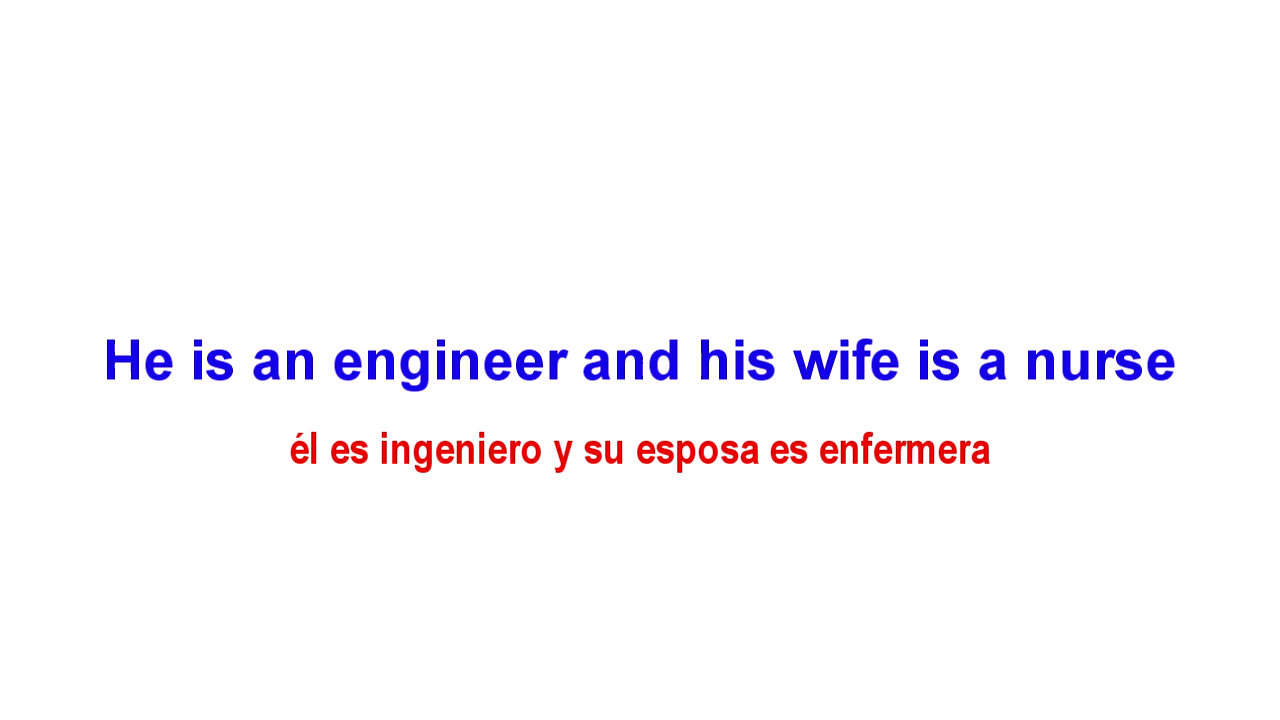 He is an engineer and his wife is a nurse
él es ingeniero y su esposa es enfermera